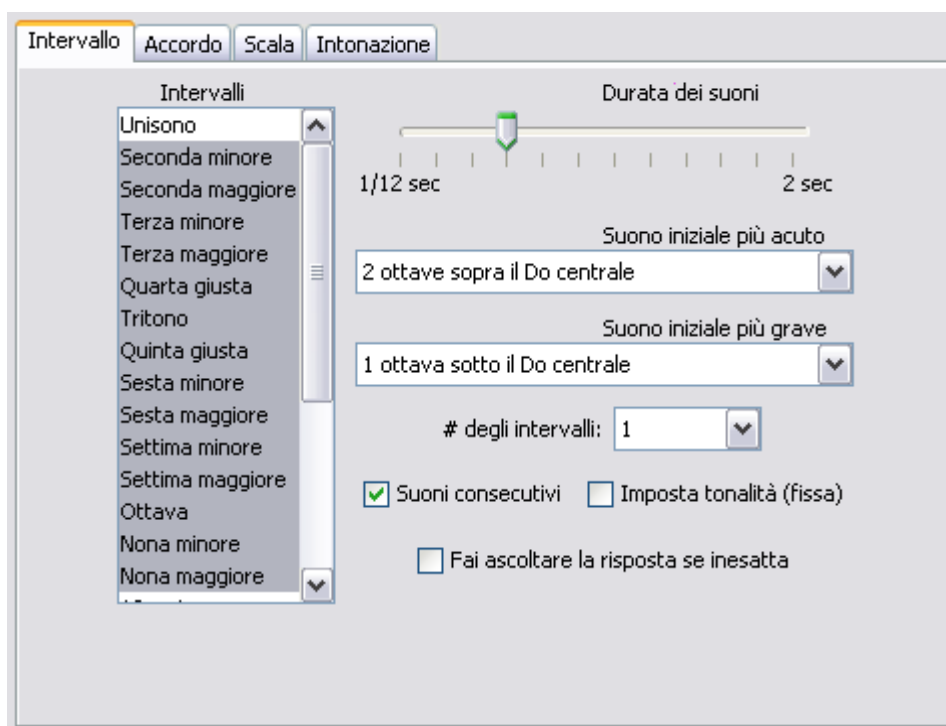 Intervallo Accordo Scala Intonazione
Intervalli
Unisono
Seconda minore
Seconda maggiore
Terza minore
Terza maggiore
Quarta giusta
Tritono
Quinta giusta
Sesta minore
Sesta maggiore
Settima minore
Settima maggiore
Ottava
Nona minore
Nona maggiore
Durata dei suoni
1/12 sec 2 sec
Suono iniziale più acuto
2 ottave sopra il Do centrale
Suono iniziale più grave
1 ottava sotto il Do centrale
# degli intervalli: 1
Suoni consecutivi Imposta tonalità (fissa)
Fai ascoltare la risposta se inesatta